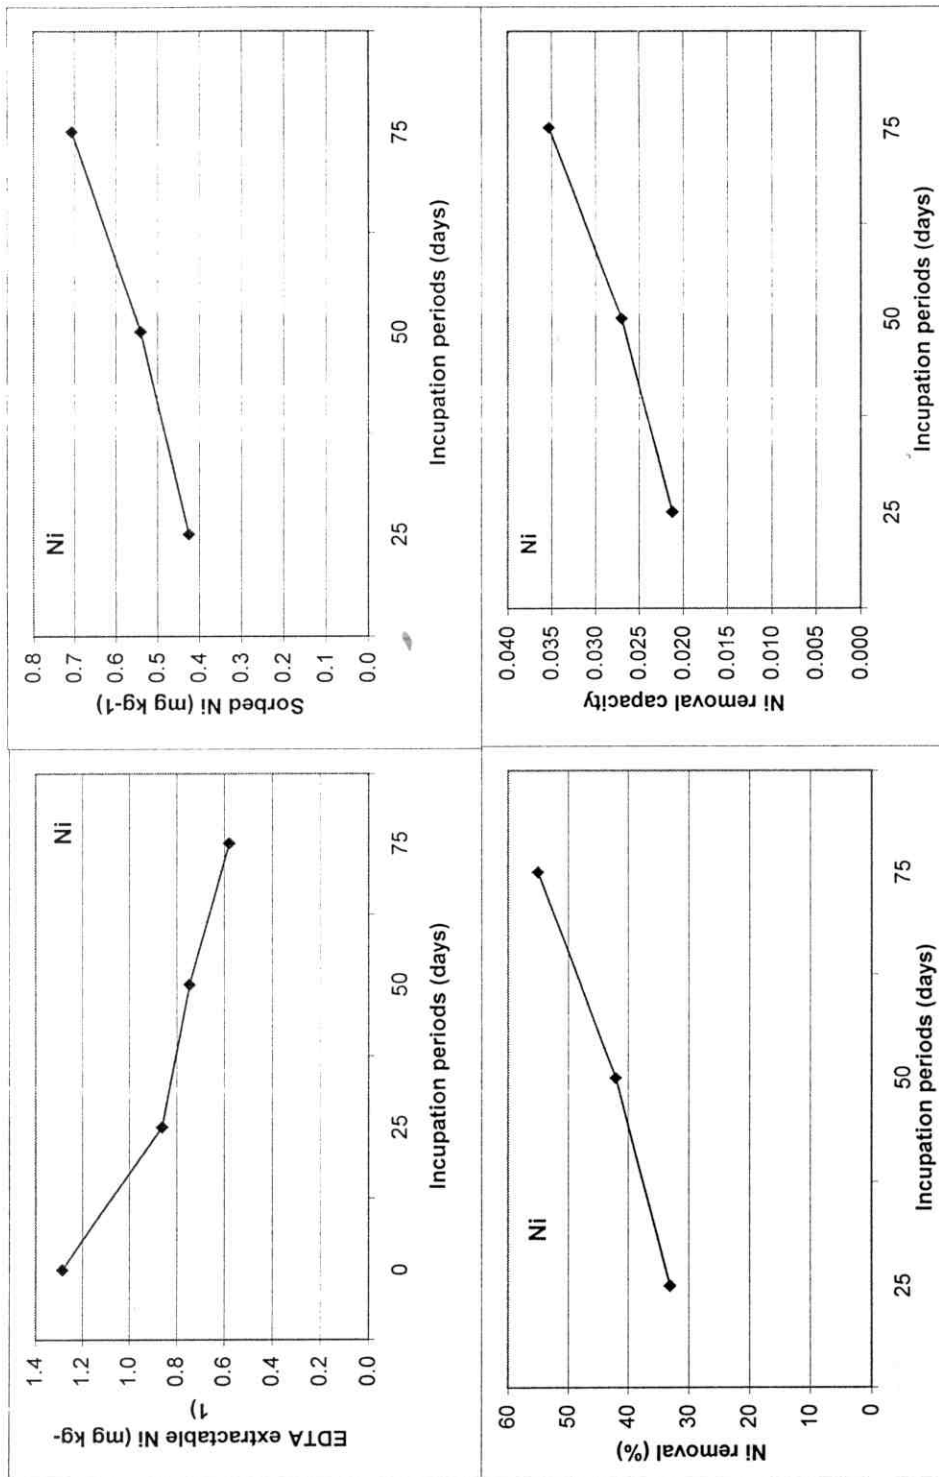 EDTA extractable Ni (mg kg-
1)
1.4
1.2
1.0
0.8
0.6
0.4
0.2
0.0
Ni
0 25 50 75
Incupation periods (days)
Sorbed Ni (mg kg-1)
0.8
0.7
0.6
0.5
0.4
0.3
0.2
0.1
0.0
Ni
25 50 75
Incupation periods (days)
Ni removal (%)
60
50
40
30
20
10
0
Ni
25 50 75
Incupation periods (days)
Ni removal capacity
0.040
0.035
0.030
0.025
0.020
0.015
0.010
0.005
0.000
Ni
25 50 75
Incupation periods (days)